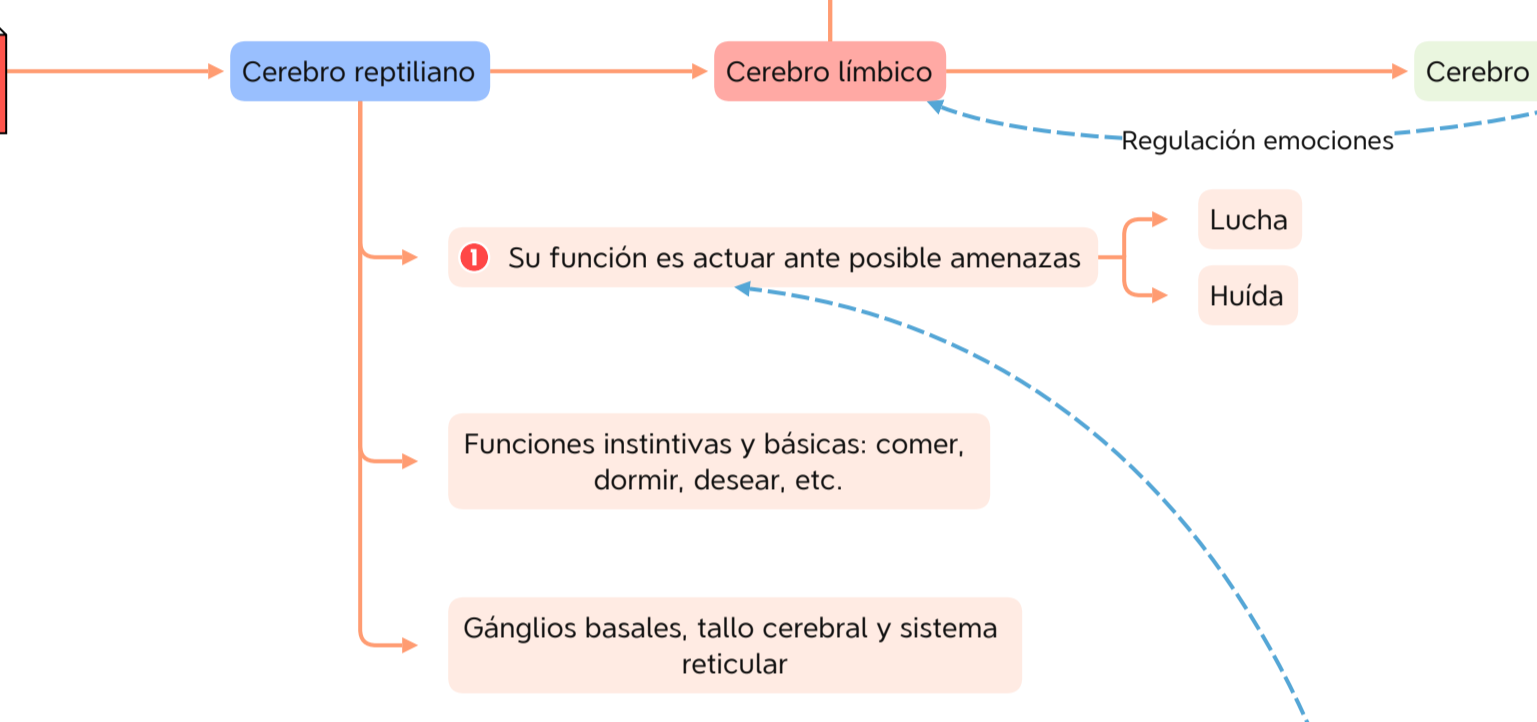 Cerebro reptiliano
Cerebro límbico
Cerebro
Regulación emociones
1 Su función es actuar ante posible amenazas
Lucha
Huída
Funciones instintivas y básicas: comer,
dormir, desear, etc.
Gánglios basales, tallo cerebral y sistema
reticular